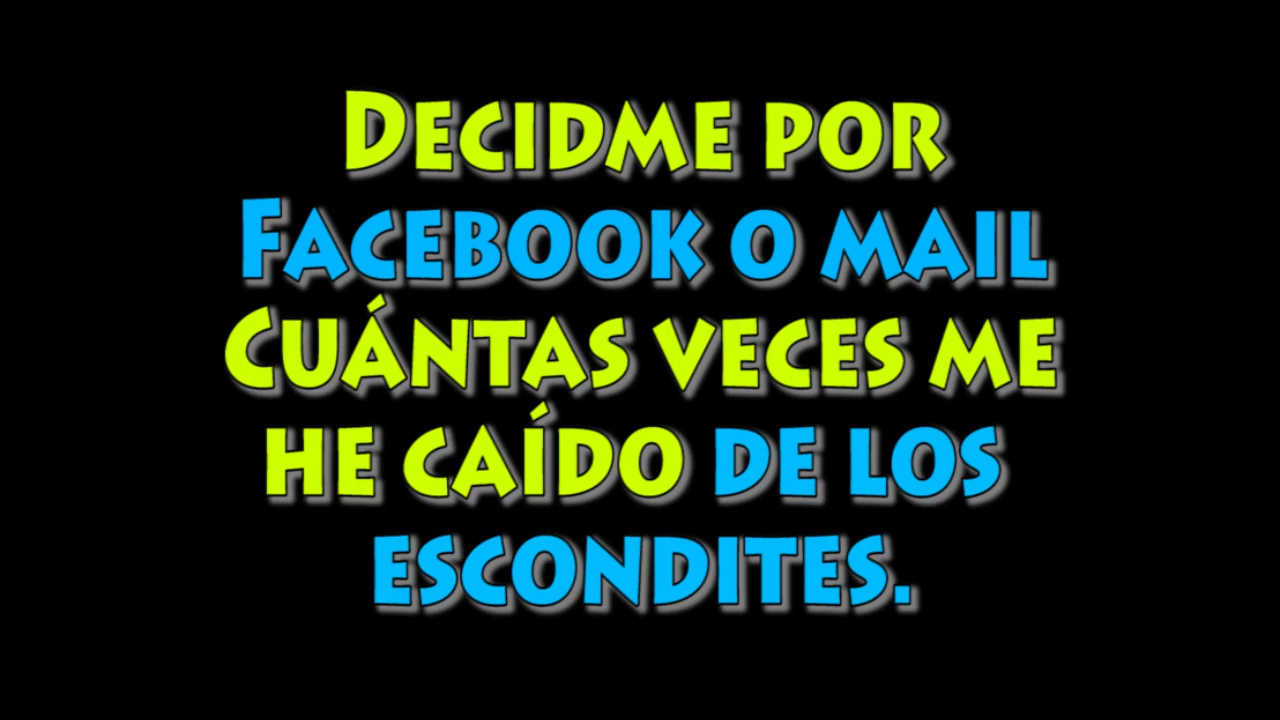 Decidme por
Facebook o mail
Cuántas veces me
he caído de los
escondites.